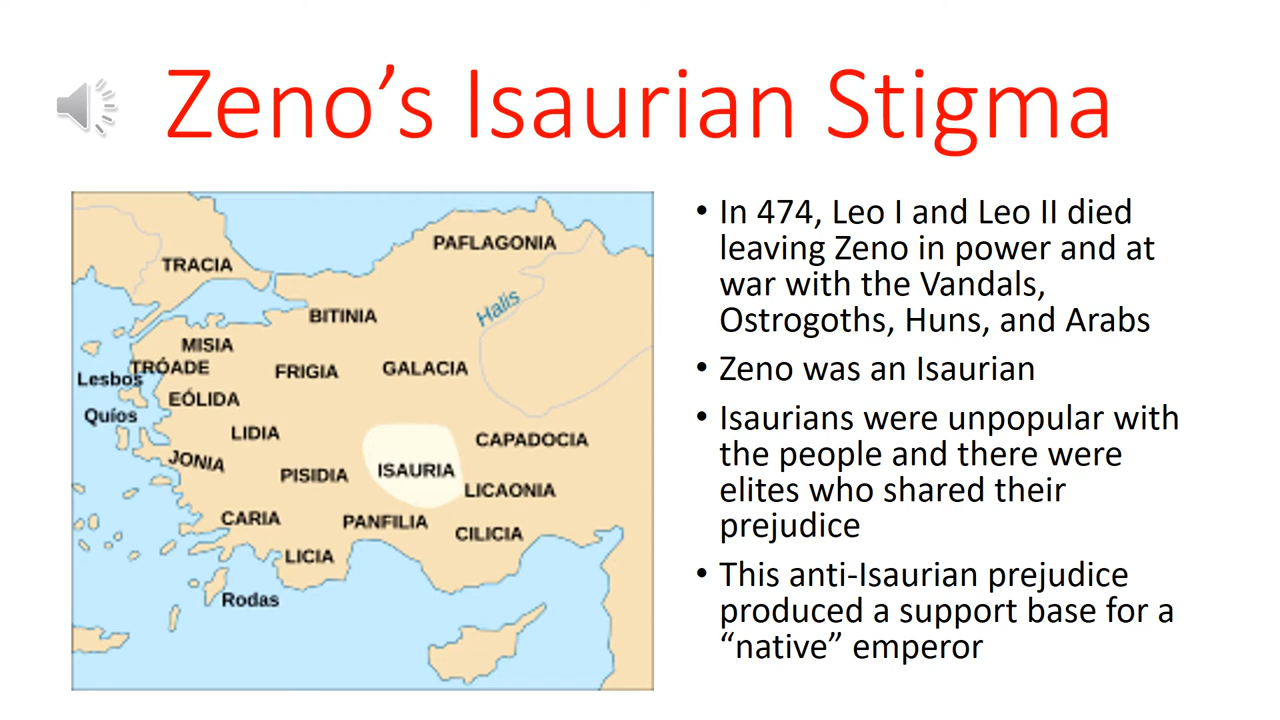 Zeno's Isaurian Stigma
PAFLAGONIA
TRACIA
Halis
BITINIA
MISIA
TRÓADE
FRIGIA
GALACIA
Lesbos
EÓLIDA
Quíos
LIDIA
CAPADOCIA
JONIA
PISIDIA
ISAURIA
LICAONIA
CARIA
PANFILIA
CILICIA
LICIA
Rodas
• In 474, Leo I and Leo II died
leaving Zeno in power and at
war with the Vandals,
Ostrogoths, Huns, and Arabs
• Zeno was an Isaurian
• Isaurians were unpopular with
the people and there were
elites who shared their
prejudice
• This anti-Isaurian prejudice
produced a support base for a
“native” emperor